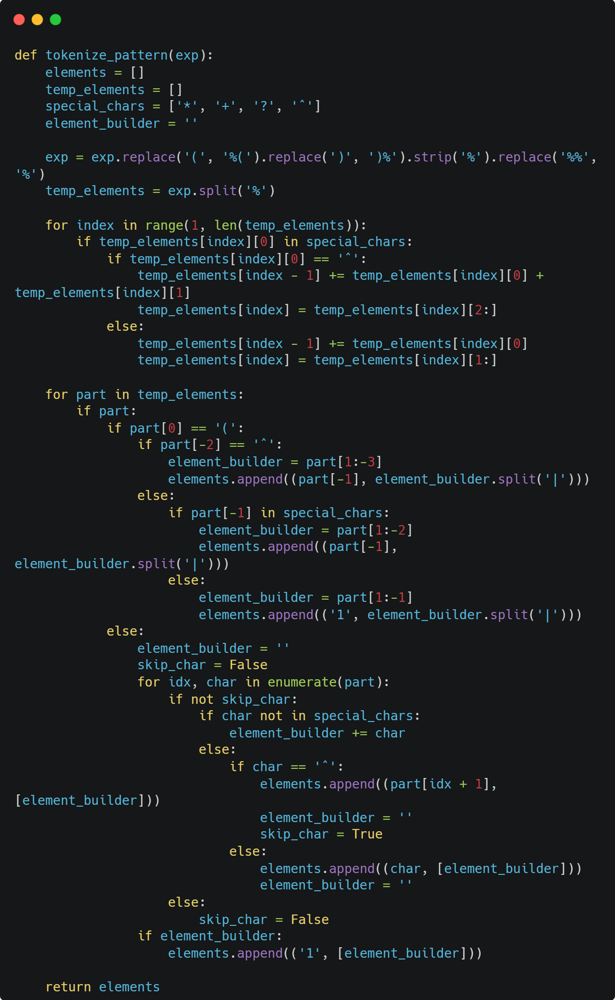 def tokenize_pattern(exp):
    elements = []
    temp_elements = []
    special_chars = ['*', '+', '?', '^']
    element_builder = ''

    exp = exp.replace('(', '%(').replace(')', ')%').strip('%').replace('%%',
'%')
    temp_elements = exp.split('%')

    for index in range(1, len(temp_elements)):
        if temp_elements[index][0] in special_chars:
            if temp_elements[index][0] == '^':
                temp_elements[index - 1] += temp_elements[index][0] +
temp_elements[index][1]
                temp_elements[index] = temp_elements[index][2:]
            else:
                temp_elements[index - 1] += temp_elements[index][0]
                temp_elements[index] = temp_elements[index][1:]

    for part in temp_elements:
        if part:
            if part[0] == '(':
                if part[-2] == '^':
                    element_builder = part[1:-3]
                    elements.append((part[-1], element_builder.split('|')))
                else:
                    if part[-1] in special_chars:
                        element_builder = part[1:-2]
                        elements.append((part[-1],
element_builder.split('|')))
                    else:
                        element_builder = part[1:-1]
                        elements.append(('1', element_builder.split('|')))
            else:
                element_builder = ''
                skip_char = False
                for idx, char in enumerate(part):
                    if not skip_char:
                        if char not in special_chars:
                            element_builder += char
                        else:
                            if char == '^':
                                elements.append((part[idx + 1],
[element_builder]))
                                element_builder = ''
                                skip_char = True
                            else:
                                elements.append((char, [element_builder]))
                                element_builder = ''
                    else:
                        skip_char = False
                if element_builder:
                    elements.append(('1', [element_builder]))

    return elements